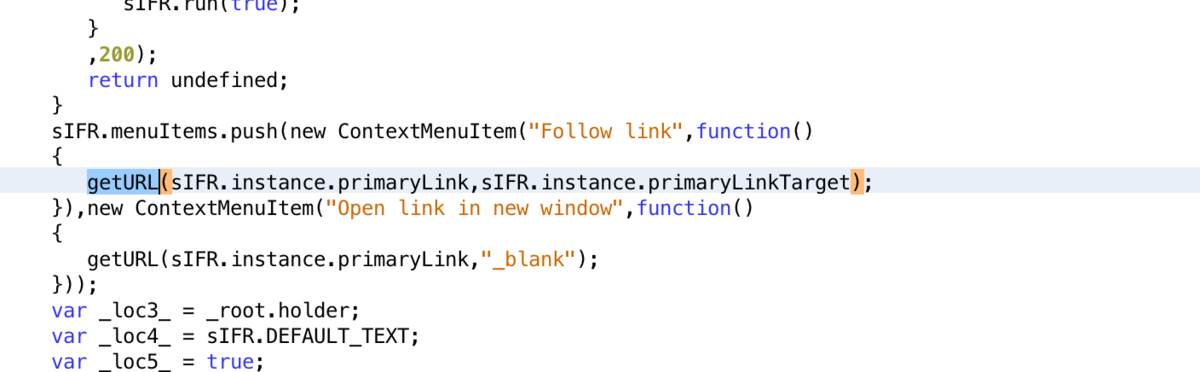 sIFR.run(true);
}
,200);
return undefined;
}
sIFR.menuItems.push(new ContextMenuItem("Follow link",function()
{
getURL(sIFR.instance.primaryLink,sIFR.instance.primaryLinkTarget);
}),new ContextMenuItem("Open link in new window",function()
{
getURL(sIFR.instance.primaryLink,"_blank");
}));
var _loc3_ = _root.holder;
var _loc4_ = sIFR.DEFAULT_TEXT;
var _loc5_ = true;